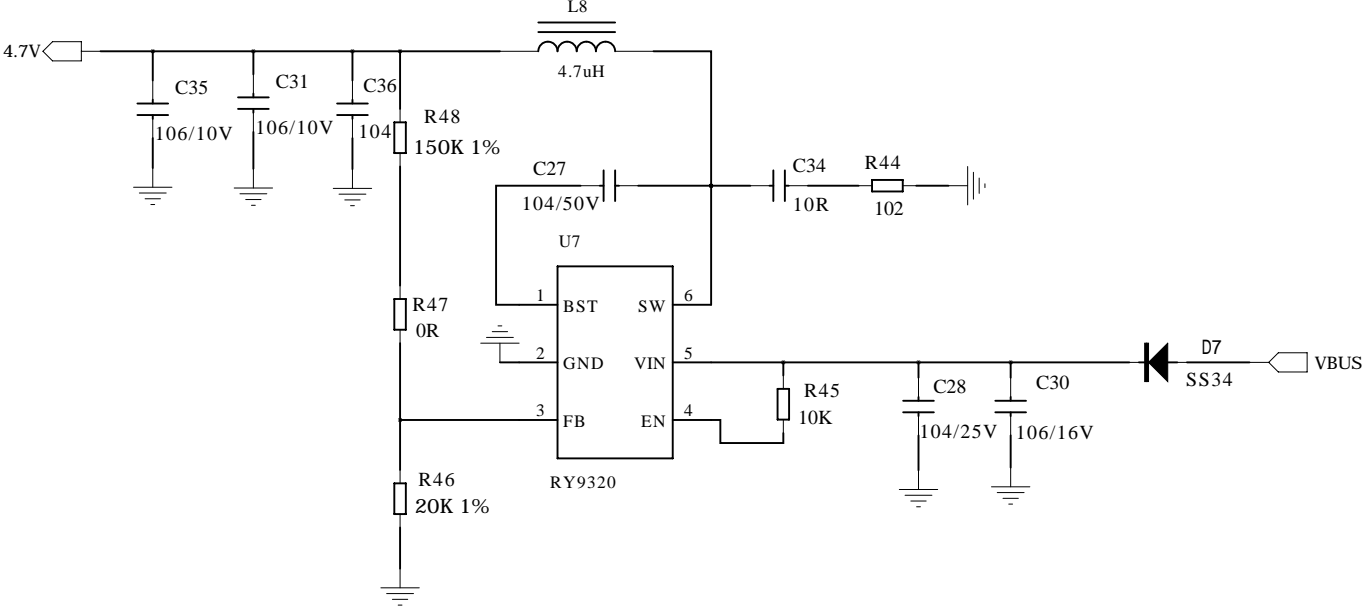 L8
4.7V
4.7uH
C35
C31
C36
106/10V
106/10V
104
R48
150K 1%
C27
104/50V
C34
10R
R44
102
U7
1
BST
SW
6
R47
0R
2
GND
VIN
5
D7
SS34
VBUS
3
FB
EN
4
R45
10K
C28
104/25V
C30
106/16V
R46
20K 1%
RY9320